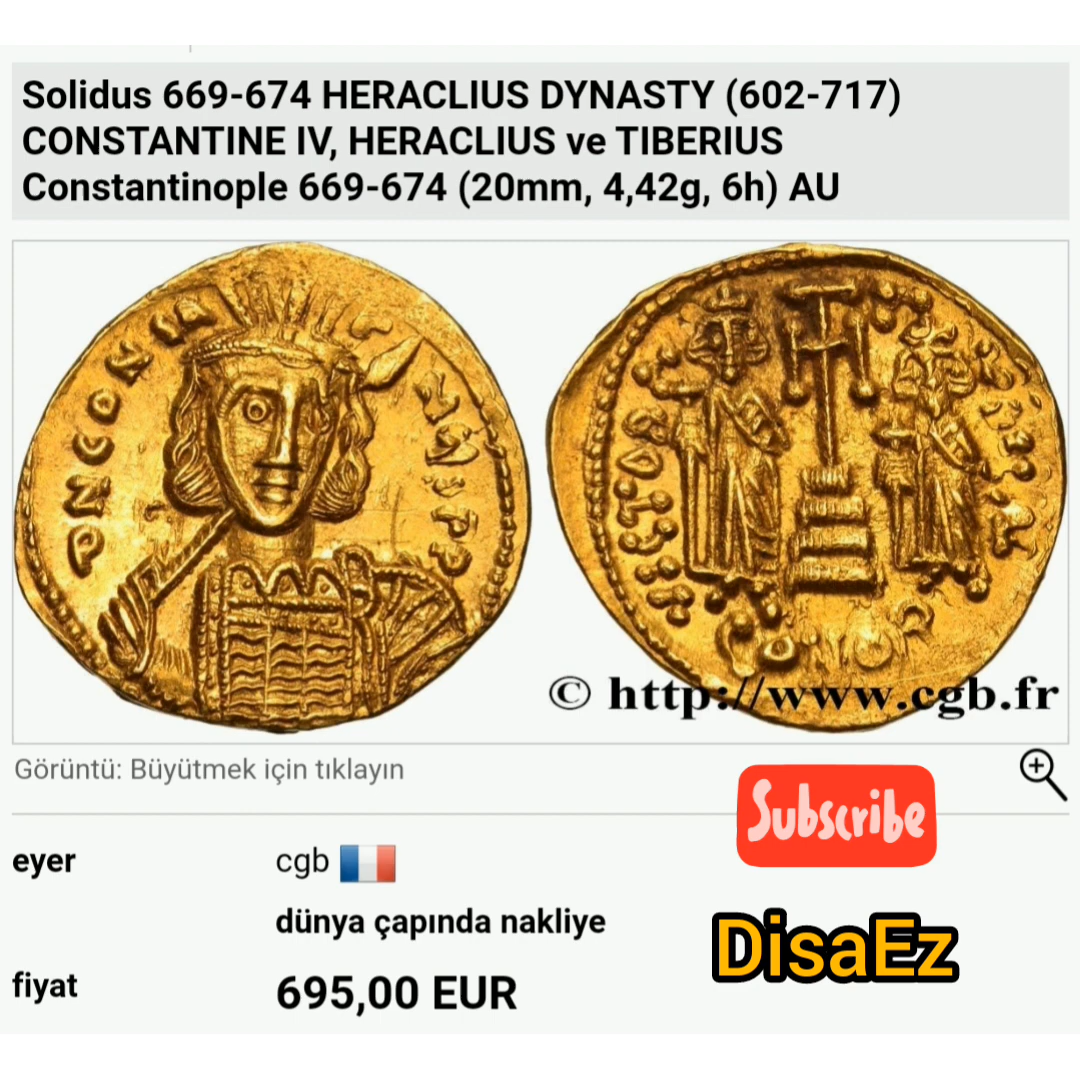 Solidus 669-674 HERACLIUS DYNASTY (602-717)
CONSTANTINE IV, HERACLIUS ve TIBERIUS
Constantinople 669-674 (20mm, 4,42g, 6h) AU
© http://www.cgb.fr
Görüntü: Büyütmek için tıklayın
Subscribe
eyer cgb
dünya çapında nakliye
DisaEz
fiyat 695,00 EUR